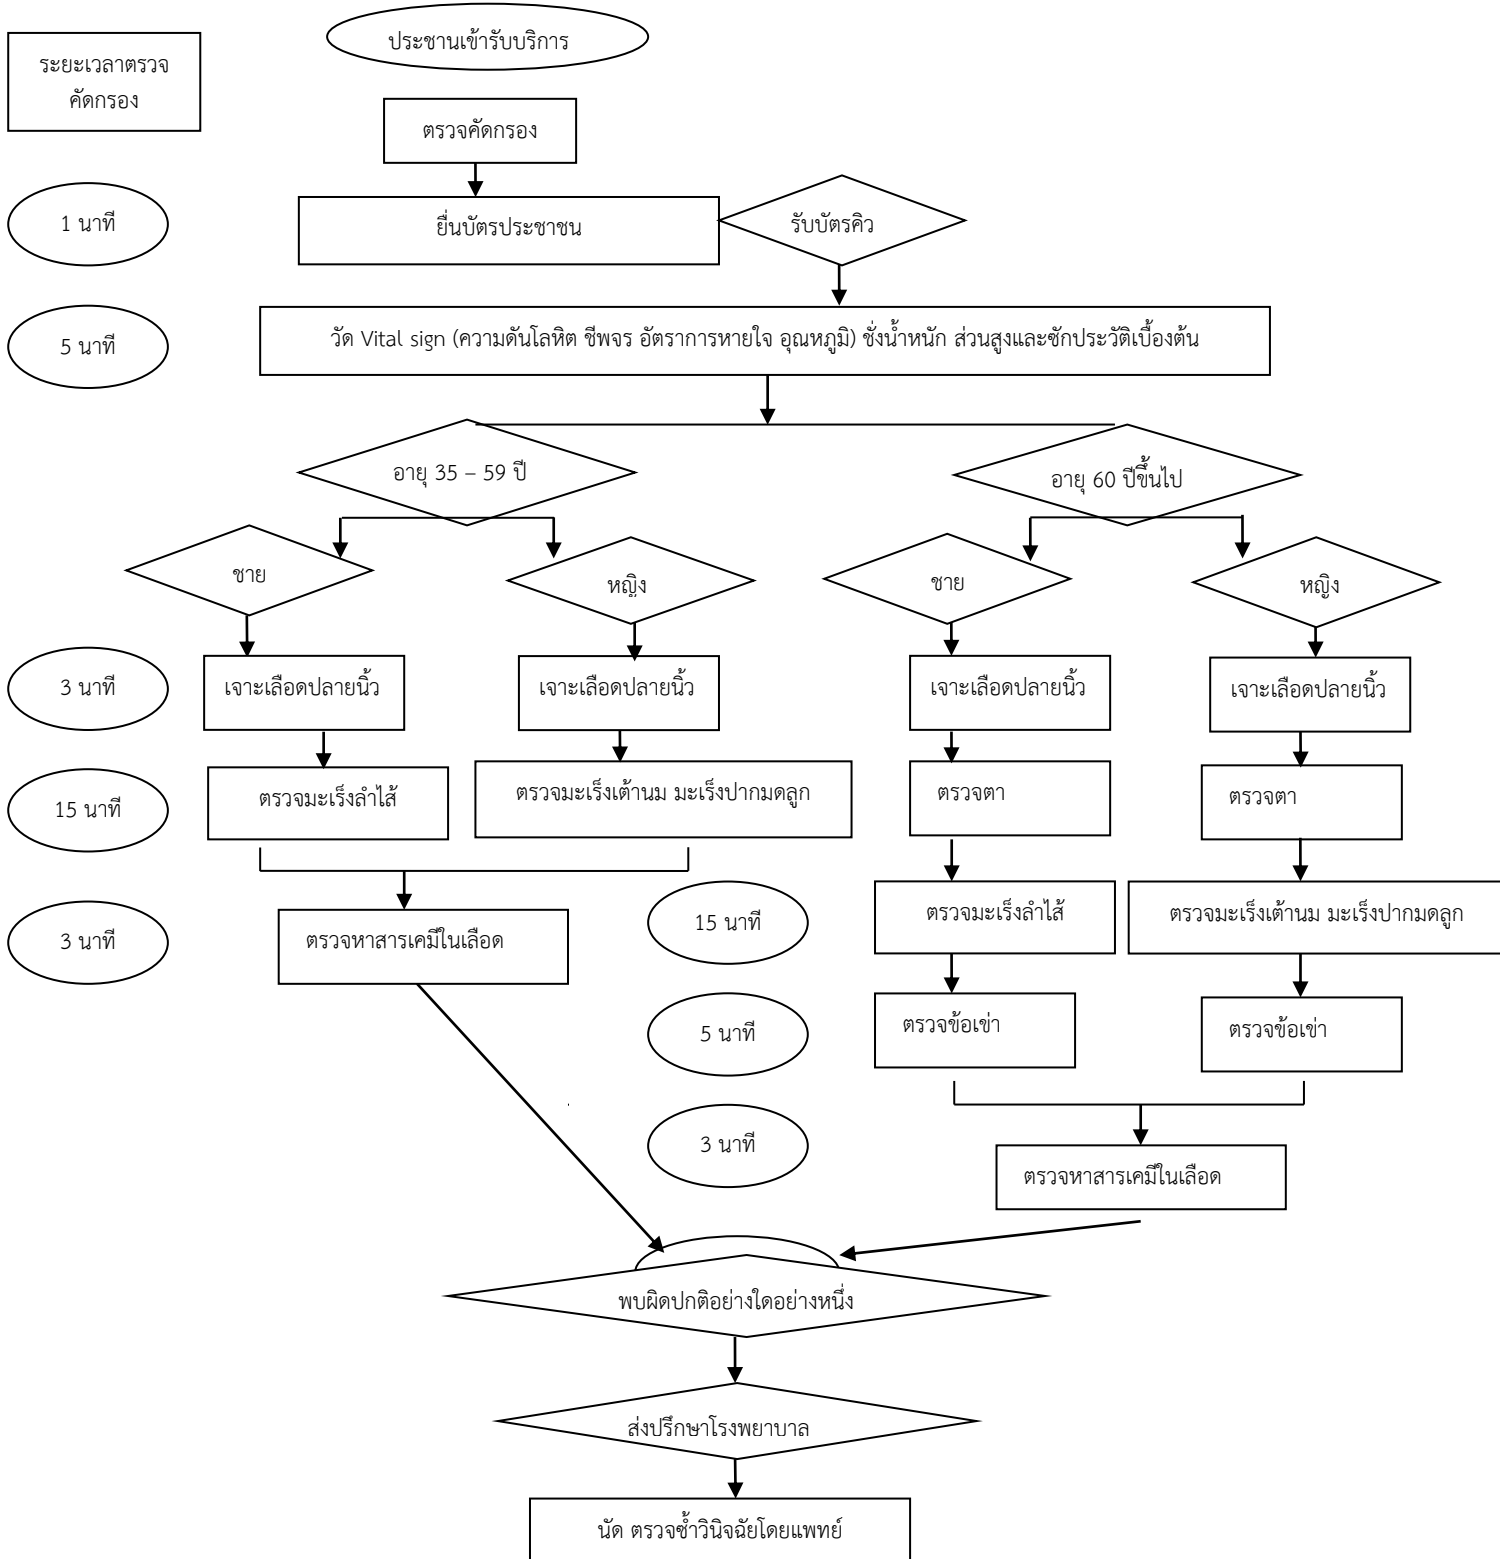 ประชานเข้ารับบริการ
ระยะเวลาตรวจ
คัดกรอง
ตรวจคัดกรอง
1 นาที
ยื่นบัตรประชาชน
รับบัตรคิว
5 นาที
วัด Vital sign (ความดันโลหิต ชีพจร อัตราการหายใจ อุณหภูมิ) ชั่งน้ำหนัก ส่วนสูงและซักประวัติเบื้องต้น
อายุ 35 – 59 ปี
อายุ 60 ปีขึ้นไป
ชาย
หญิง
ชาย
หญิง
3 นาที
เจาะเลือดปลายนิ้ว
เจาะเลือดปลายนิ้ว
เจาะเลือดปลายนิ้ว
เจาะเลือดปลายนิ้ว
15 นาที
ตรวจมะเร็งลำไส้
ตรวจมะเร็งเต้านม มะเร็งปากมดลูก
ตรวจตา
ตรวจตา
3 นาที
ตรวจหาสารเคมีในเลือด
15 นาที
ตรวจมะเร็งลำไส้
ตรวจมะเร็งเต้านม มะเร็งปากมดลูก
5 นาที
ตรวจข้อเข่า
ตรวจข้อเข่า
3 นาที
ตรวจหาสารเคมีในเลือด
พบผิดปกติอย่างใดอย่างหนึ่ง
ส่งปรึกษาโรงพยาบาล
นัด ตรวจซ้ำวินิจฉัยโดยแพทย์